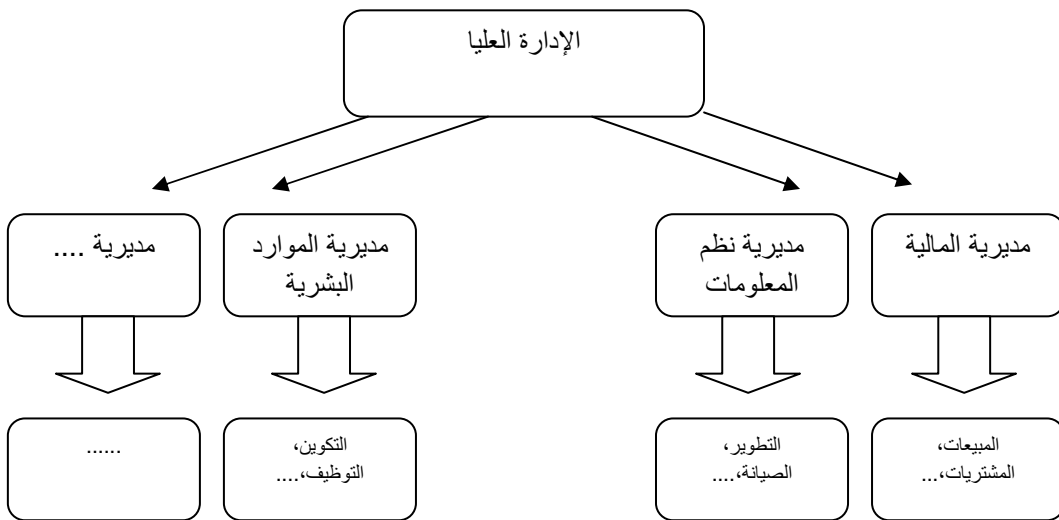 الإدارة العليا
مديرية المالية
مديرية نظم
المعلومات
مديرية الموارد
البشرية
مديرية ....
المبيعات،
المشتريات،...
التطوير،
الصيانة،....
التكوين،
التوظيف،....
......